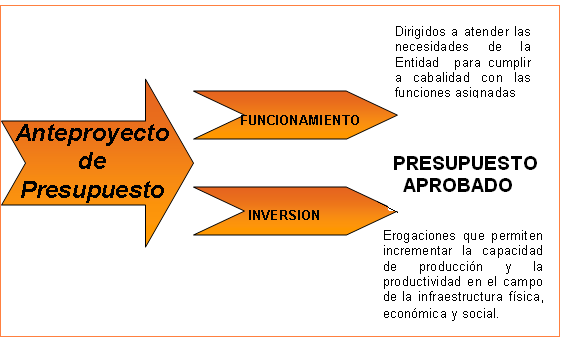 Anteproyecto
de
Presupuesto
FUNCIONAMIENTO
Dirigidos a atender las
necesidades de la
Entidad para cumplir
a cabalidad con las
funciones asignadas
PRESUPUESTO
APROBADO
INVERSION
Erogaciones que permiten
incrementar la capacidad
de producción y la
productividad en el campo
de la infraestructura física,
económica y social.